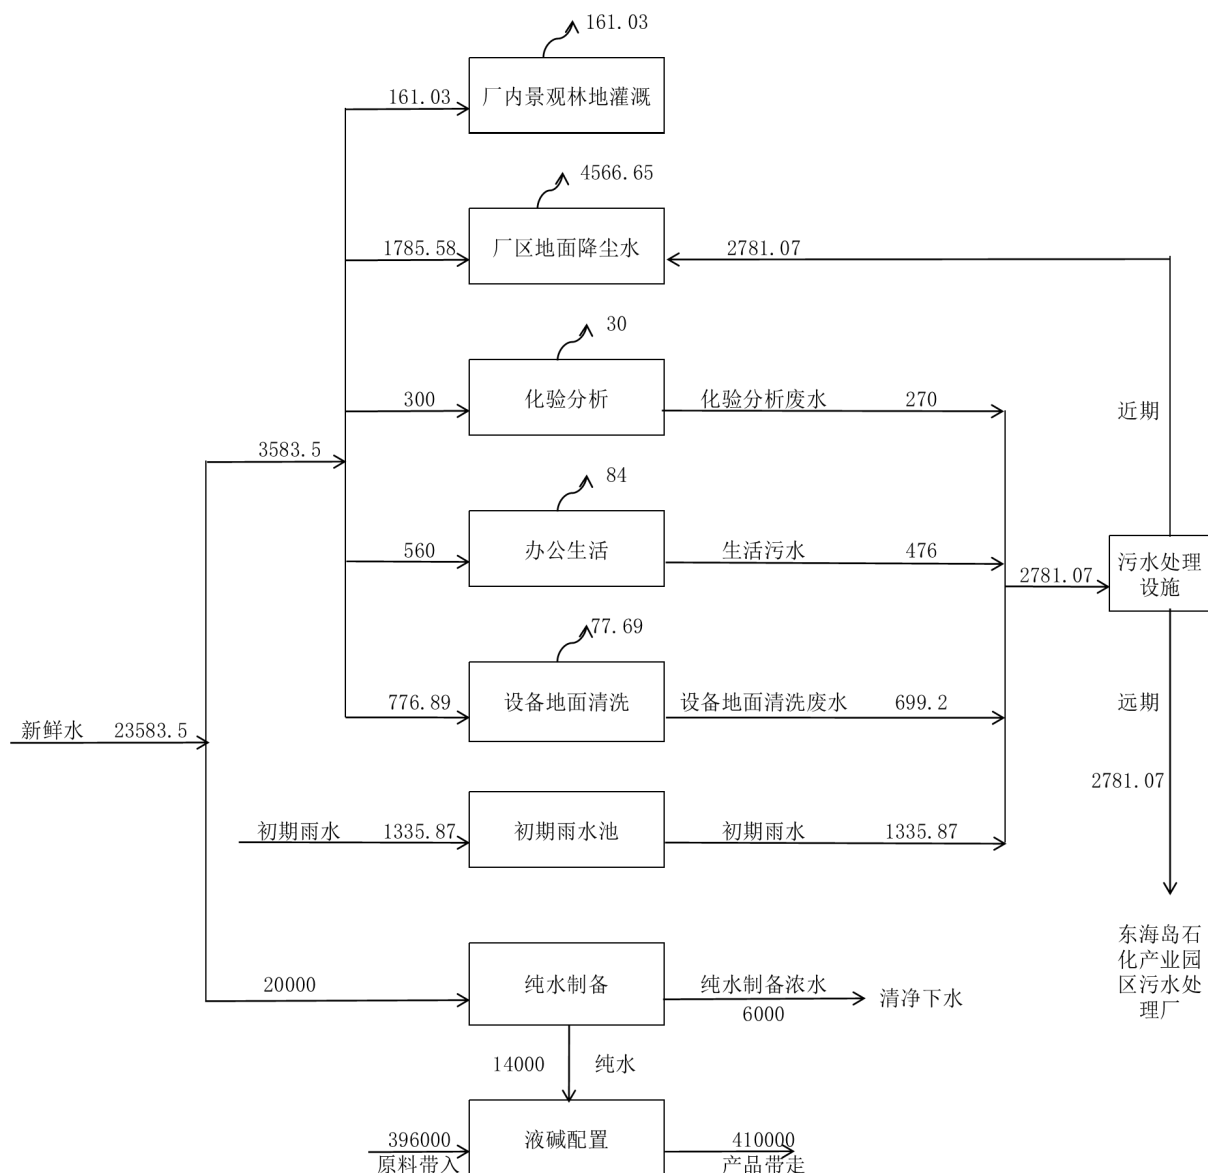 161.03
161.03
厂内景观林地灌溉
4566.65
1785.58
厂区地面降尘水
2781.07
30
300
化验分析
化验分析废水
270
近期
3583.5
84
560
办公生活
生活污水
476
2781.07
污水处理
设施
77.69
776.89
设备地面清洗
设备地面清洗废水
699.2
远期
新鲜水
23583.5
2781.07
初期雨水
1335.87
初期雨水池
初期雨水
1335.87
东海岛石
化产业园
区污水处
理厂
20000
纯水制备
纯水制备浓水
6000
清净下水
14000
纯水
396000
原料带入
液碱配置
410000
产品带走